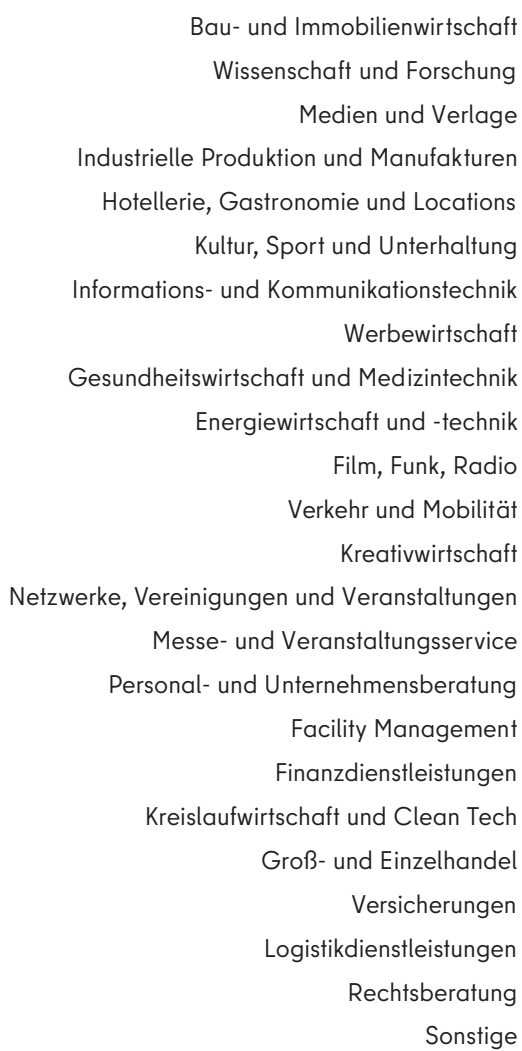 Bau- und Immobilienwirtschaft
Wissenschaft und Forschung
Medien und Verlage
Industrielle Produktion und Manufakturen
Hotellerie, Gastronomie und Locations
Kultur, Sport und Unterhaltung
Informations- und Kommunikationstechnik
Werbewirtschaft
Gesundheitswirtschaft und Medizintechnik
Energiewirtschaft und -technik
Film, Funk, Radio
Verkehr und Mobilität
Kreativwirtschaft
Netzwerke, Vereinigungen und Veranstaltungen
Messe- und Veranstaltungsservice
Personal- und Unternehmensberatung
Facility Management
Finanzdienstleistungen
Kreislaufwirtschaft und Clean Tech
Groß- und Einzelhandel
Versicherungen
Logistikdienstleistungen
Rechtsberatung
Sonstige